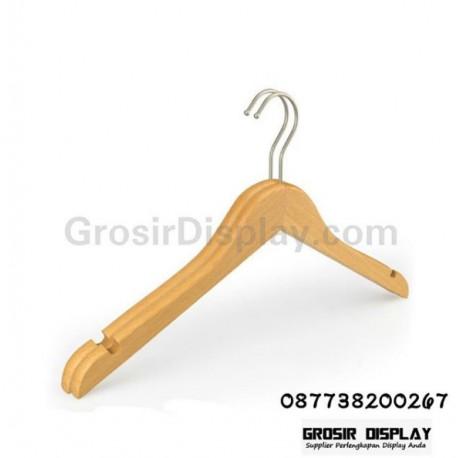 GrosirDisplay.com
087738200267
GROSIR DISPLAY
Supplier Perlengkapan Display Anda